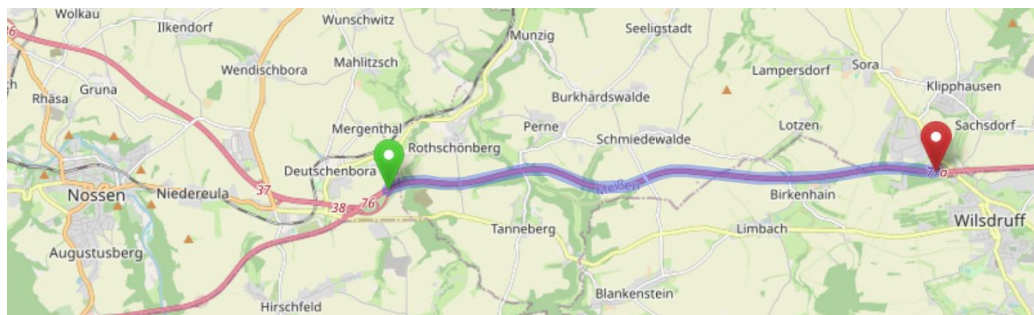 Wolkau
Ilkendorf
Wunschwitz
Munzig
Seeligstadt
36
Wendischbora
Mahlitzsch
Lampersdorf
Sora
Rhäsa
Gruna
Burkhardswalde
Klipphausen
Mergenthal
Perne
Lotzen
Sachsdorf
Rothschönberg
Schmiedewalde
Deutschenbora
Nossen
Niedereula
37
38
76
Meißen
Birkenhain
Wilsdruff
Tanneberg
Limbach
Augustusberg
Hirschfeld
Blankenstein